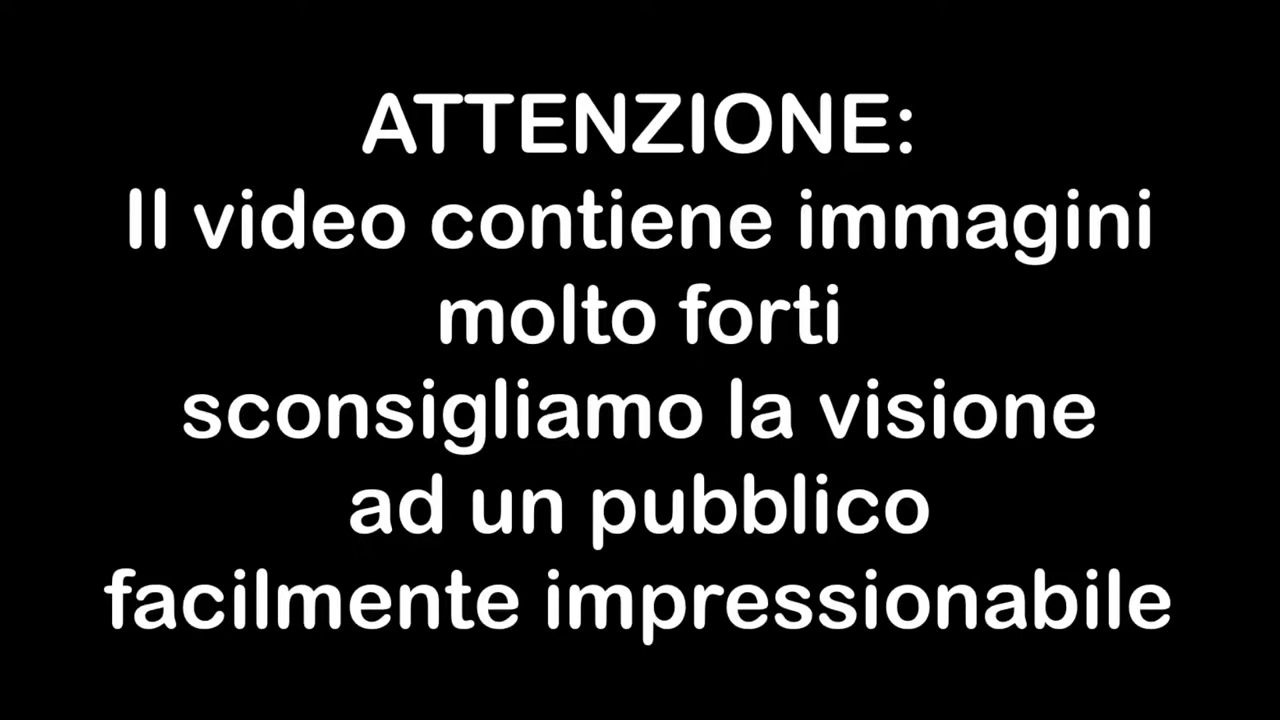 ATTENZIONE:
Il video contiene immagini
molto forti
sconsigliamo la visione
ad un pubblico
facilmente impressionabile